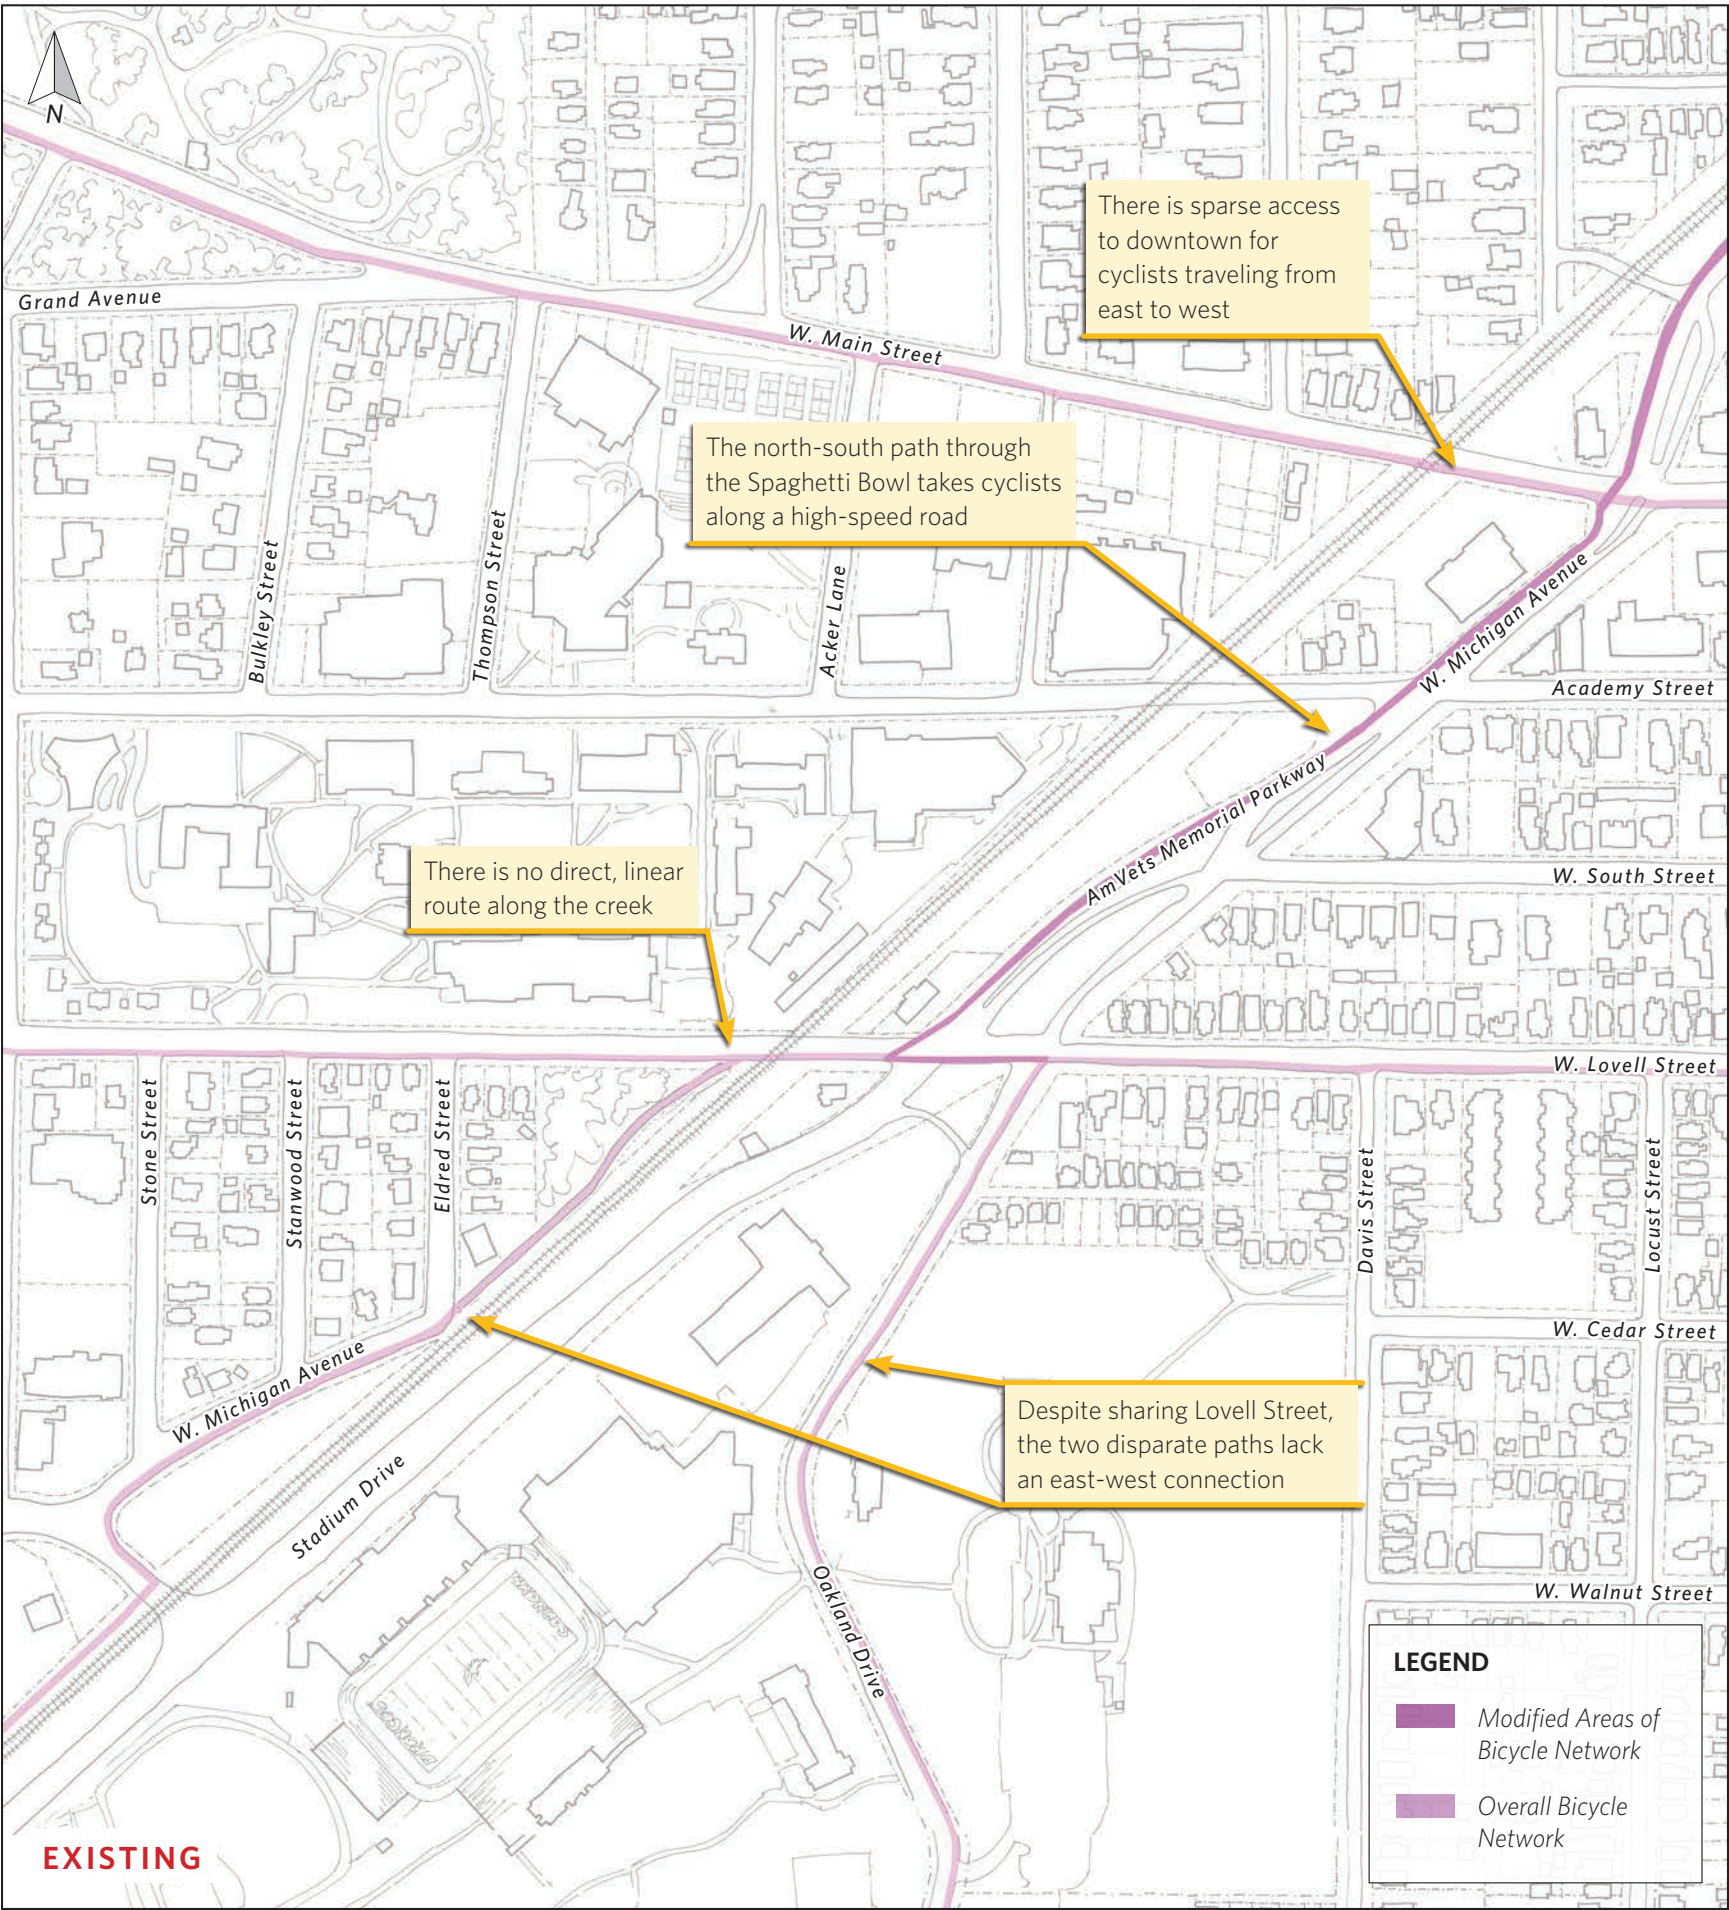 N
There is sparse access
to downtown for
cyclists traveling from
east to west
Grand Avenue
W. Main Street
The north-south path through
the Spaghetti Bowl takes cyclists
along a high-speed road
Bulkley Street
Thompson Street
Acker Lane
W. Michigan Avenue
Academy Street
AmVets Memorial Parkway
There is no direct, linear
route along the creek
W. South Street
W. Lovell Street
Stone Street
Stanwood Street
Eldred Street
Davis Street
Locust Street
W. Cedar Street
W. Michigan Avenue
Despite sharing Lovell Street,
the two disparate paths lack
an east-west connection
Stadium Drive
Oakland Drive
W. Walnut Street
BRONCOS
LEGEND
Modified Areas of
Bicycle Network
Overall Bicycle
Network
EXISTING